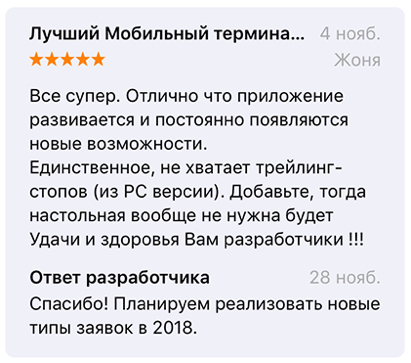 Лучший Мобильный термина... 4 нояб.
Жоня
Все супер. Отлично что приложение
развивается и постоянно появляются
новые возможности.
Единственное, не хватает трейлинг-
стопов (из PC версии). Добавьте, тогда
настольная вообще не нужна будет
Удачи и здоровья Вам разработчики !!!
Ответ разработчика 28 нояб.
Спасибо! Планируем реализовать новые
типы заявок в 2018.